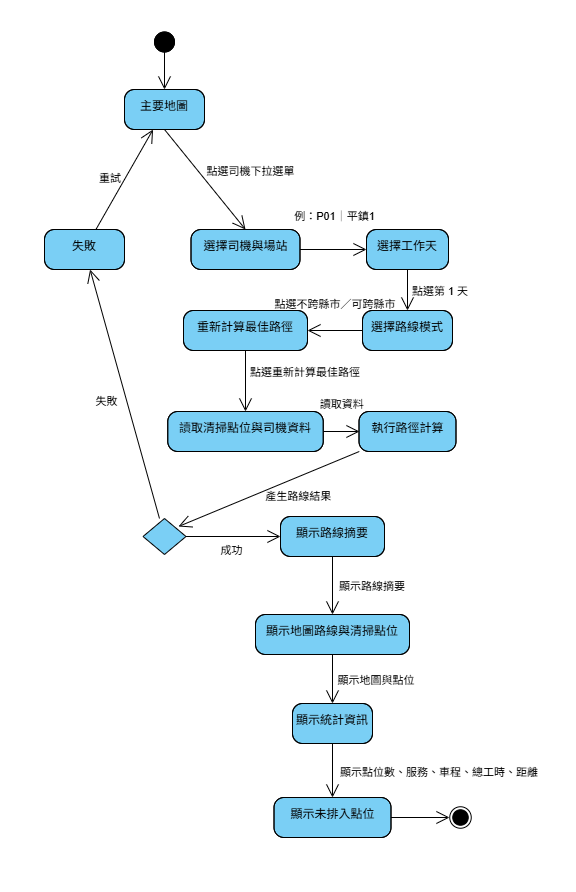 主要地圖
點選司機下拉選單
重試
例：P01｜平鎮1
失敗
選擇司機與場站
選擇工作天
點選第 1 天
點選不跨縣市／可跨縣市
重新計算最佳路徑
選擇路線模式
點選重新計算最佳路徑
失敗
讀取資料
讀取清掃點位與司機資料
執行路徑計算
產生路線結果
顯示路線摘要
成功
顯示路線摘要
顯示地圖路線與清掃點位
顯示地圖與點位
顯示統計資訊
顯示點位數、服務、車程、總工時、距離
顯示未排入點位